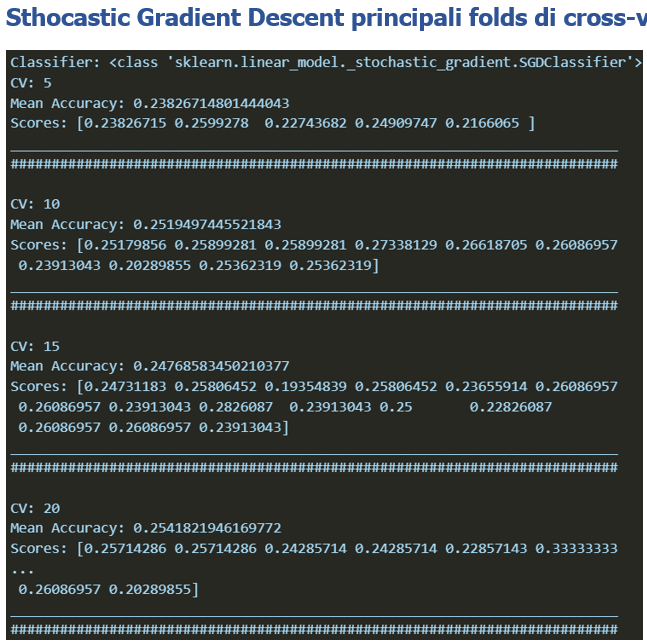 Sthocastic Gradient Descent principali folds di cross-v
Classifier: <class 'sklearn.linear_model._stochastic_gradient.SGDClassifier'>
CV: 5
Mean Accuracy: 0.23826714801444043
Scores: [0.23826715 0.2599278  0.22743682 0.24909747 0.2166065 ]
__________________________________________________________________________
##########################################################################
CV: 10
Mean Accuracy: 0.2519497445521843
Scores: [0.25179856 0.25899281 0.25899281 0.27338129 0.26618705 0.26086957
 0.23913043 0.20289855 0.25362319 0.25362319]
__________________________________________________________________________
##########################################################################
CV: 15
Mean Accuracy: 0.24768583450210377
Scores: [0.24731183 0.25806452 0.19354839 0.25806452 0.23655914 0.26086957
 0.26086957 0.23913043 0.2826087  0.23913043 0.25       0.22826087
 0.26086957 0.26086957 0.23913043]
__________________________________________________________________________
##########################################################################
CV: 20
Mean Accuracy: 0.2541821946169772
Scores: [0.25714286 0.25714286 0.24285714 0.24285714 0.22857143 0.33333333
...
 0.26086957 0.20289855]
__________________________________________________________________________
##########################################################################